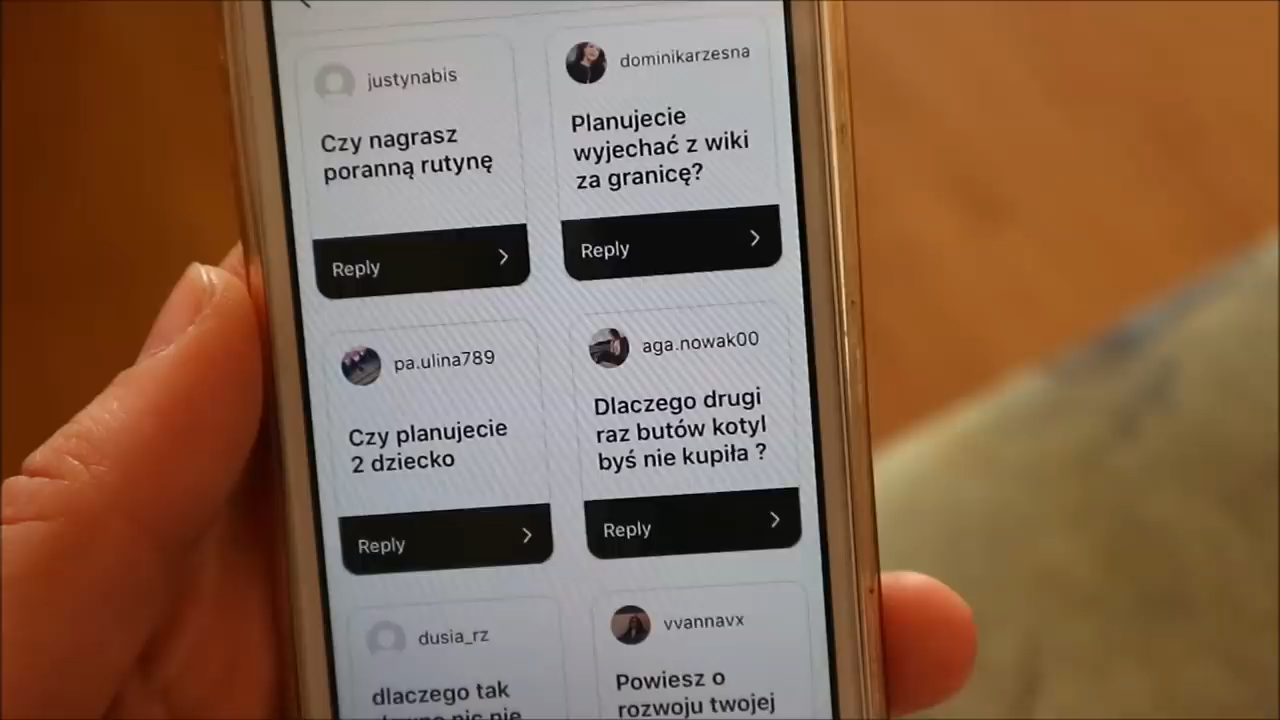 justynabis
Czy nagrasz
poranną rutynę
Reply
dominikarzesna
Planujecie
wyjechać z wiki
za granicę?
Reply
pa.ulina789
Czy planujecie
2 dziecko
Reply
aga.nowak00
Dlaczego drugi
raz butów kotyl
byś nie kupiła ?
Reply
dusia_rz
dlaczego tak
nic nie
vvannavx
Powiesz o
rozwoju twojej